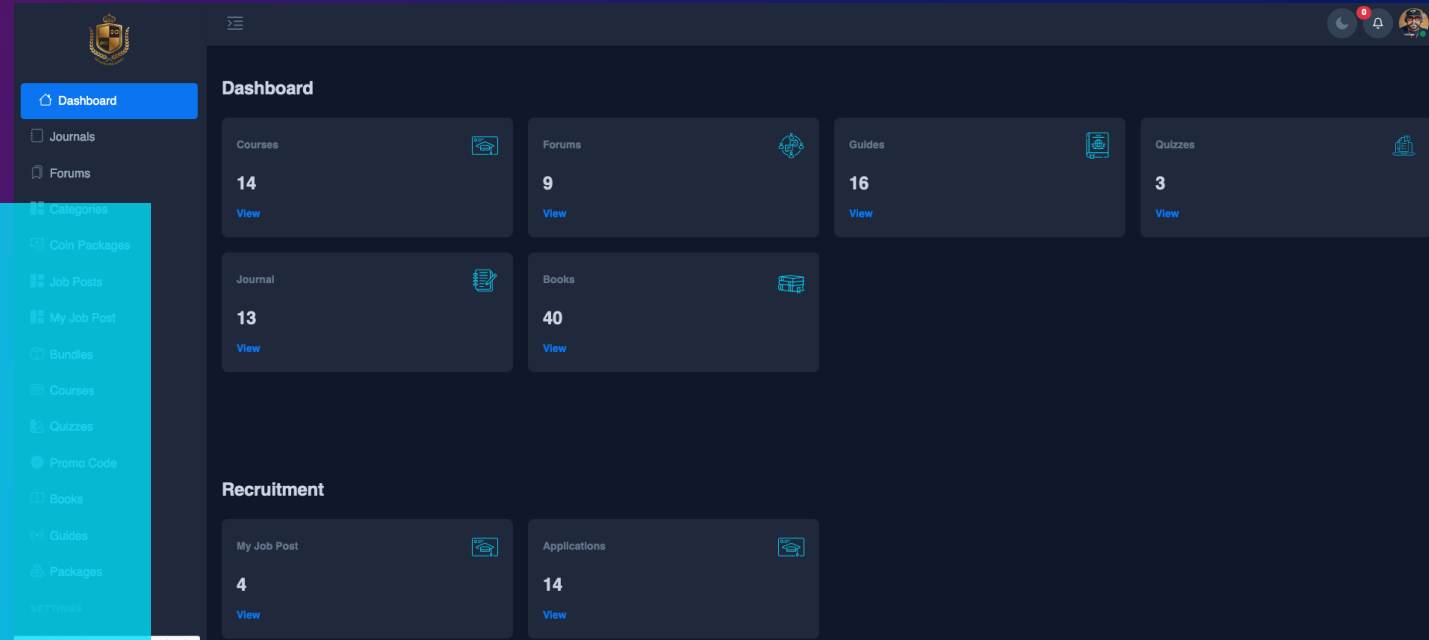 Dashboard
Journals
Forums
Categories
Coin Packages
Job Posts
My Job Post
Bundles
Courses
Quizzes
Promo Code
Books
Guides
Packages
SETTINGS
0
Dashboard
Courses
14
View
Forums
9
View
Guides
16
View
Quizzes
3
View
Journal
13
View
Books
40
View
Recruitment
My Job Post
4
View
Applications
14
View